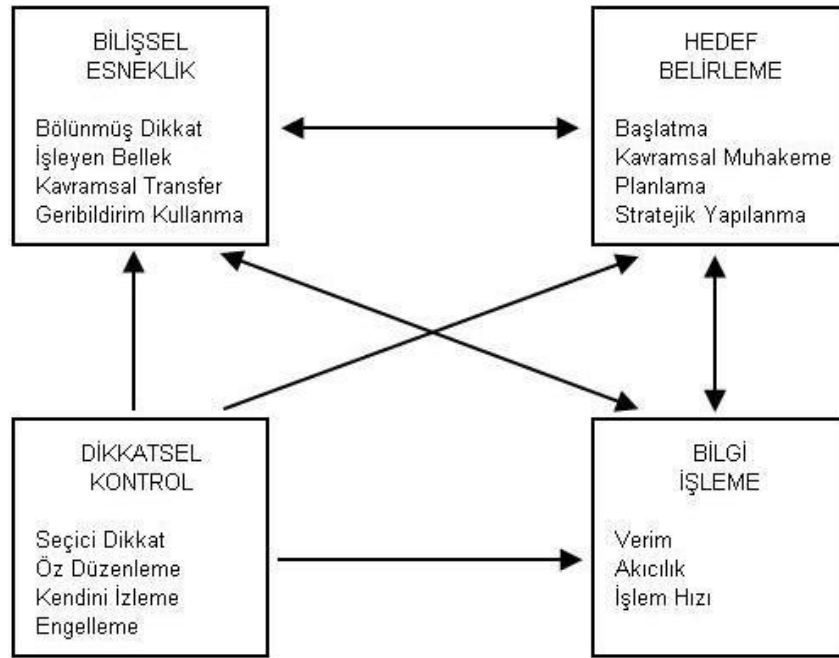 BİLİŞSEL
ESNEKLİK
Bölünmüş Dikkat
İşleyen Bellek
Kavramsal Transfer
Geribildirim Kullanma
HEDEF
BELİRLEME
Başlatma
Kavramsal Muhakeme
Planlama
Stratejik Yapılanma
DİKKATSEL
KONTROL
Seçici Dikkat
Öz Düzenleme
Kendini İzleme
Engelleme
BİLGİ
İŞLEME
Verim
Akıcılık
İşlem Hızı